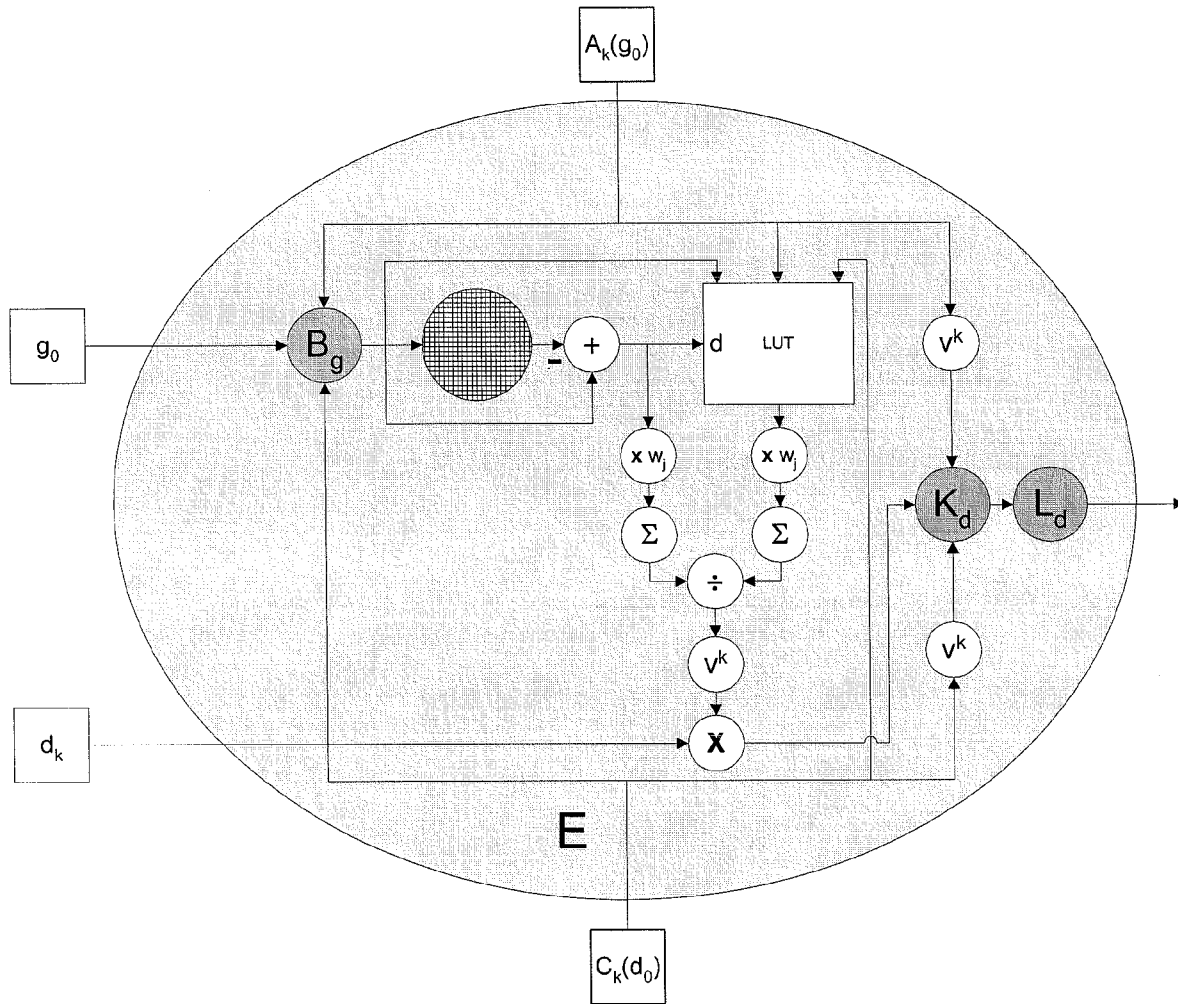 A_k(g_0)
g_0
B_g
-
+
d
LUT
v^k
x w_j
x w_j
K_d
L_d
Σ
Σ
÷
v^k
v^k
d_k
X
E
C_k(d_0)